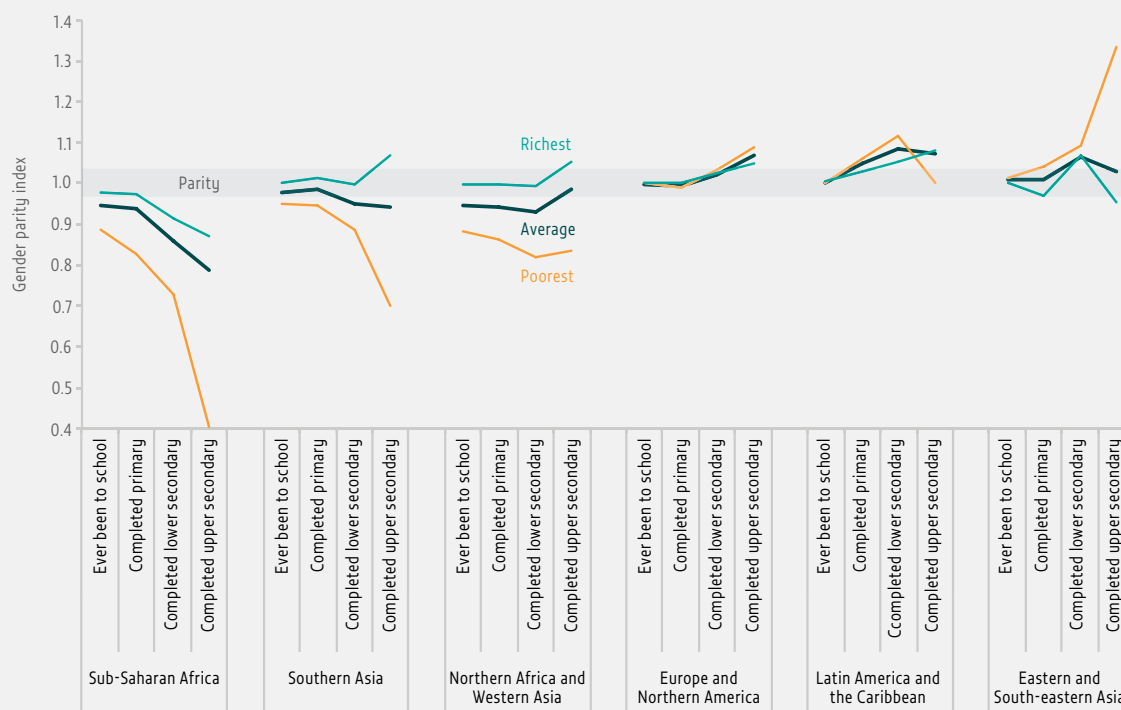 1.4
1.3
1.2
1.1
1.0
0.9
0.8
0.7
0.6
0.5
0.4
Gender parity index
Parity
Richest
Average
Poorest
Ever been to school
Completed primary
Completed lower secondary
Completed upper secondary
Ever been to school
Completed primary
Completed lower secondary
Completed upper secondary
Ever been to school
Completed primary
Completed lower secondary
Completed upper secondary
Ever been to school
Completed primary
Completed lower secondary
Completed upper secondary
Ever been to school
Completed primary
CCompleted lower secondary
Completed upper secondary
Ever been to school
Completed primary
Completed lower secondary
Completed upper secondary
Sub-Saharan Africa
Southern Asia
Northern Africa and
Western Asia
Europe and
Northern America
Latin America and
the Caribbean
Eastern and
South-eastern Asia